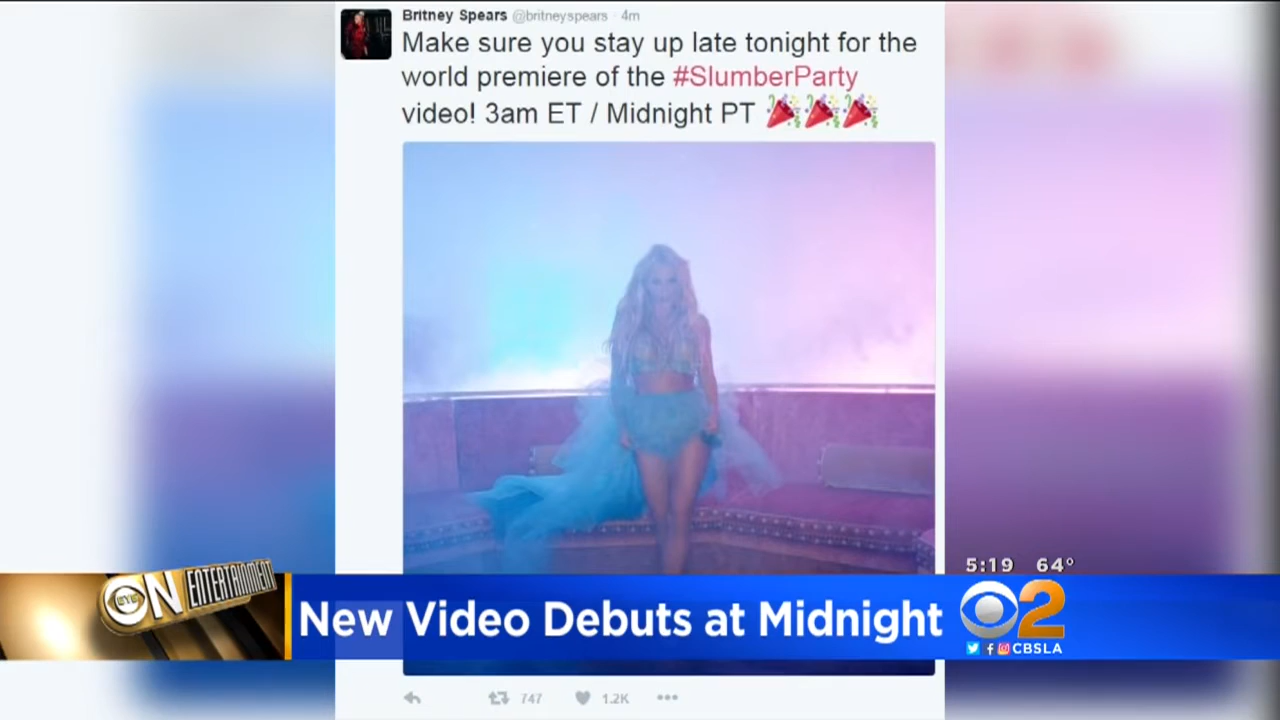 Britney Spears @britneyspears · 4m
Make sure you stay up late tonight for the
world premiere of the #SlumberParty
video! 3am ET / Midnight PT 🎉🎉🎉
5:19 64°
ON ENTERTAINMENT
New Video Debuts at Midnight
2
CBSLA
747 1.2K